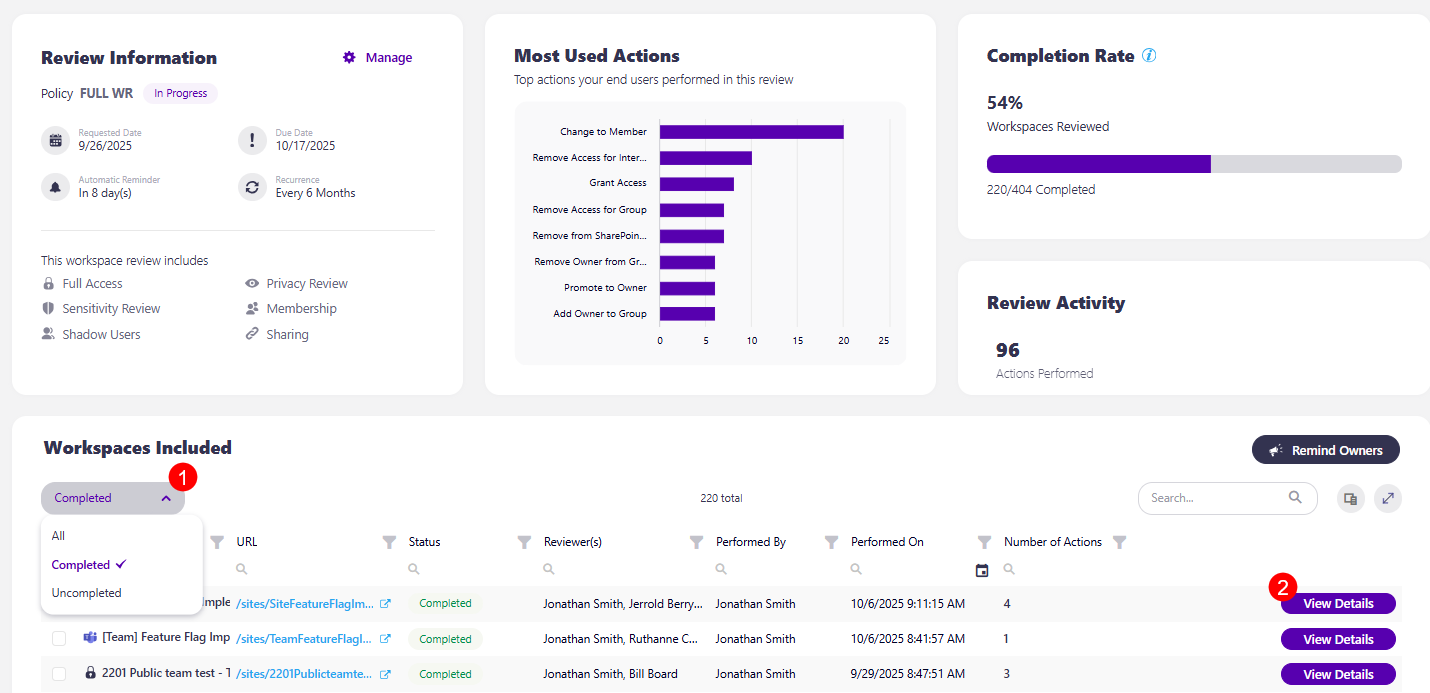 Review Information
Manage
Policy FULL WR In Progress
Requested Date
9/26/2025
Due Date
10/17/2025
Automatic Reminder
In 8 day(s)
Recurrence
Every 6 Months
This workspace review includes
Full Access
Privacy Review
Sensitivity Review
Membership
Shadow Users
Sharing
Most Used Actions
Top actions your end users performed in this review
Change to Member
Remove Access for Inter...
Grant Access
Remove Access for Group
Remove from SharePoin...
Remove Owner from Gr...
Promote to Owner
Add Owner to Group
0 5 10 15 20 25
Completion Rate
54%
Workspaces Reviewed
220/404 Completed
Review Activity
96
Actions Performed
Workspaces Included
Remind Owners
1
Completed
220 total
Search...
All
Completed
Uncompleted
URL Status Reviewer(s) Performed By Performed On Number of Actions
2
/sites/SiteFeatureFlagIm... Completed Jonathan Smith, Jerrold Berry... Jonathan Smith 10/6/2025 9:11:15 AM 4 View Details
[Team] Feature Flag Imp /sites/TeamFeatureFlagI... Completed Jonathan Smith, Ruthanne C... Jonathan Smith 10/6/2025 8:41:57 AM 1 View Details
2201 Public team test - T /sites/2201Publicteamte... Completed Jonathan Smith, Bill Board Jonathan Smith 9/29/2025 8:47:51 AM 3 View Details